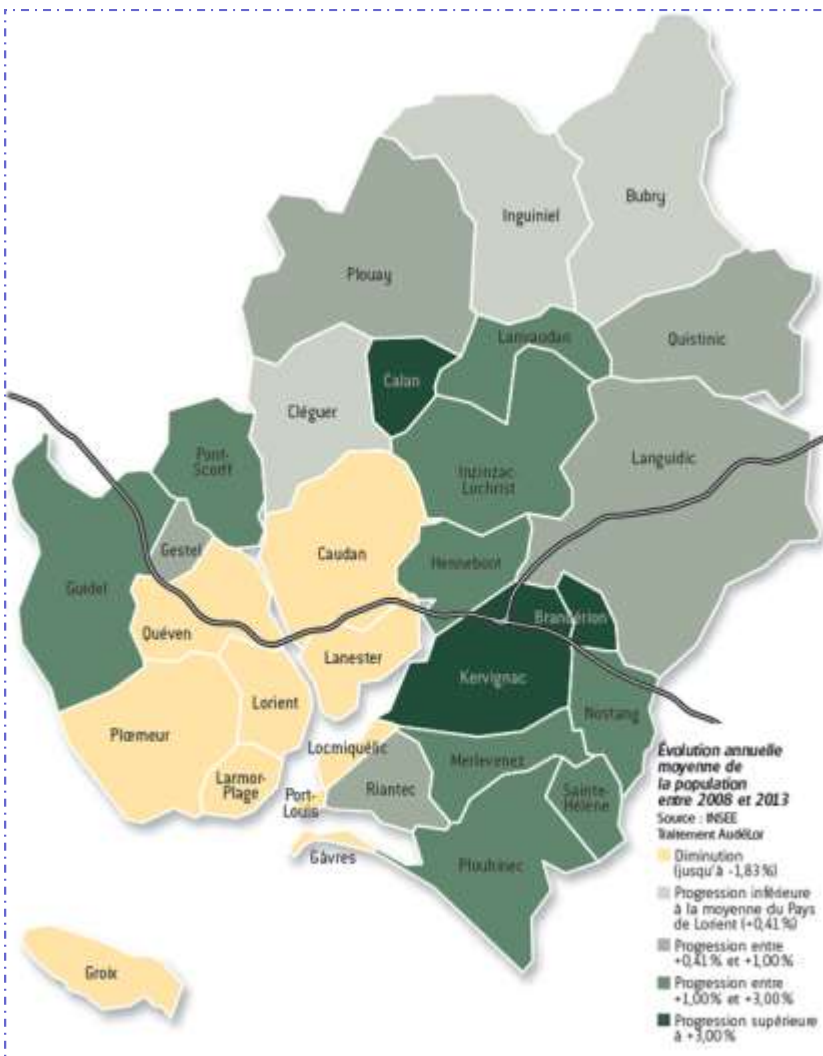 Bubry
Inguiniel
Plouay
Lanvaudan
Quistinic
Calan
Cléguer
Pont-
Scorff
Inzinzac
Lochrist
Languidic
Gestel
Caudan
Hennebont
Guidel
Quéven
Brandérion
Lanester
Kervignac
Lorient
Nostang
Plœmeur
Locmiquélic
Merlevenez
Larmor-
Plage
Port-
Louis
Riantec
Sainte-
Hélène
Gâvres
Plouhinec
Groix
Évolution annuelle
moyenne de
la population
entre 2008 et 2013
Source : INSEE
Traitement AudéLor
Diminution
(jusqu'à -1,83 %)
Progression inférieure
à la moyenne du Pays
de Lorient (+0,41 %)
Progression entre
+0,41 % et +1,00 %
Progression entre
+1,00 % et +3,00 %
Progression supérieure
à +3,00 %